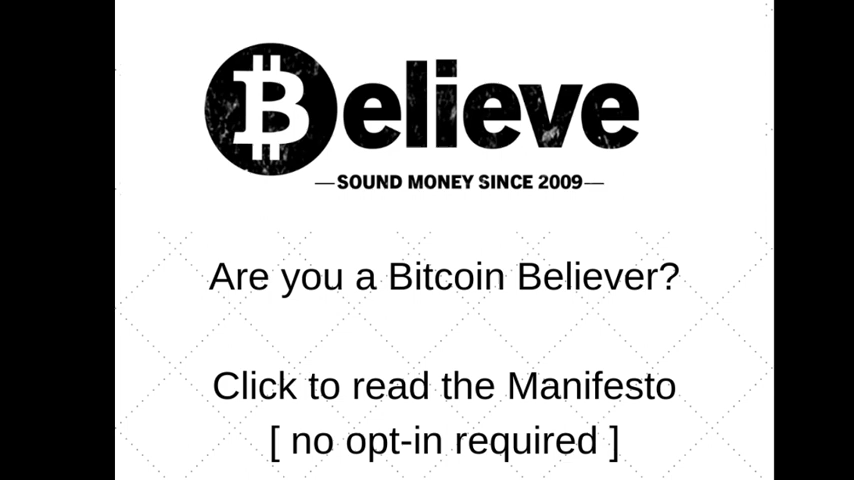 Believe
—SOUND MONEY SINCE 2009—
Are you a Bitcoin Believer?
Click to read the Manifesto
[ no opt-in required ]